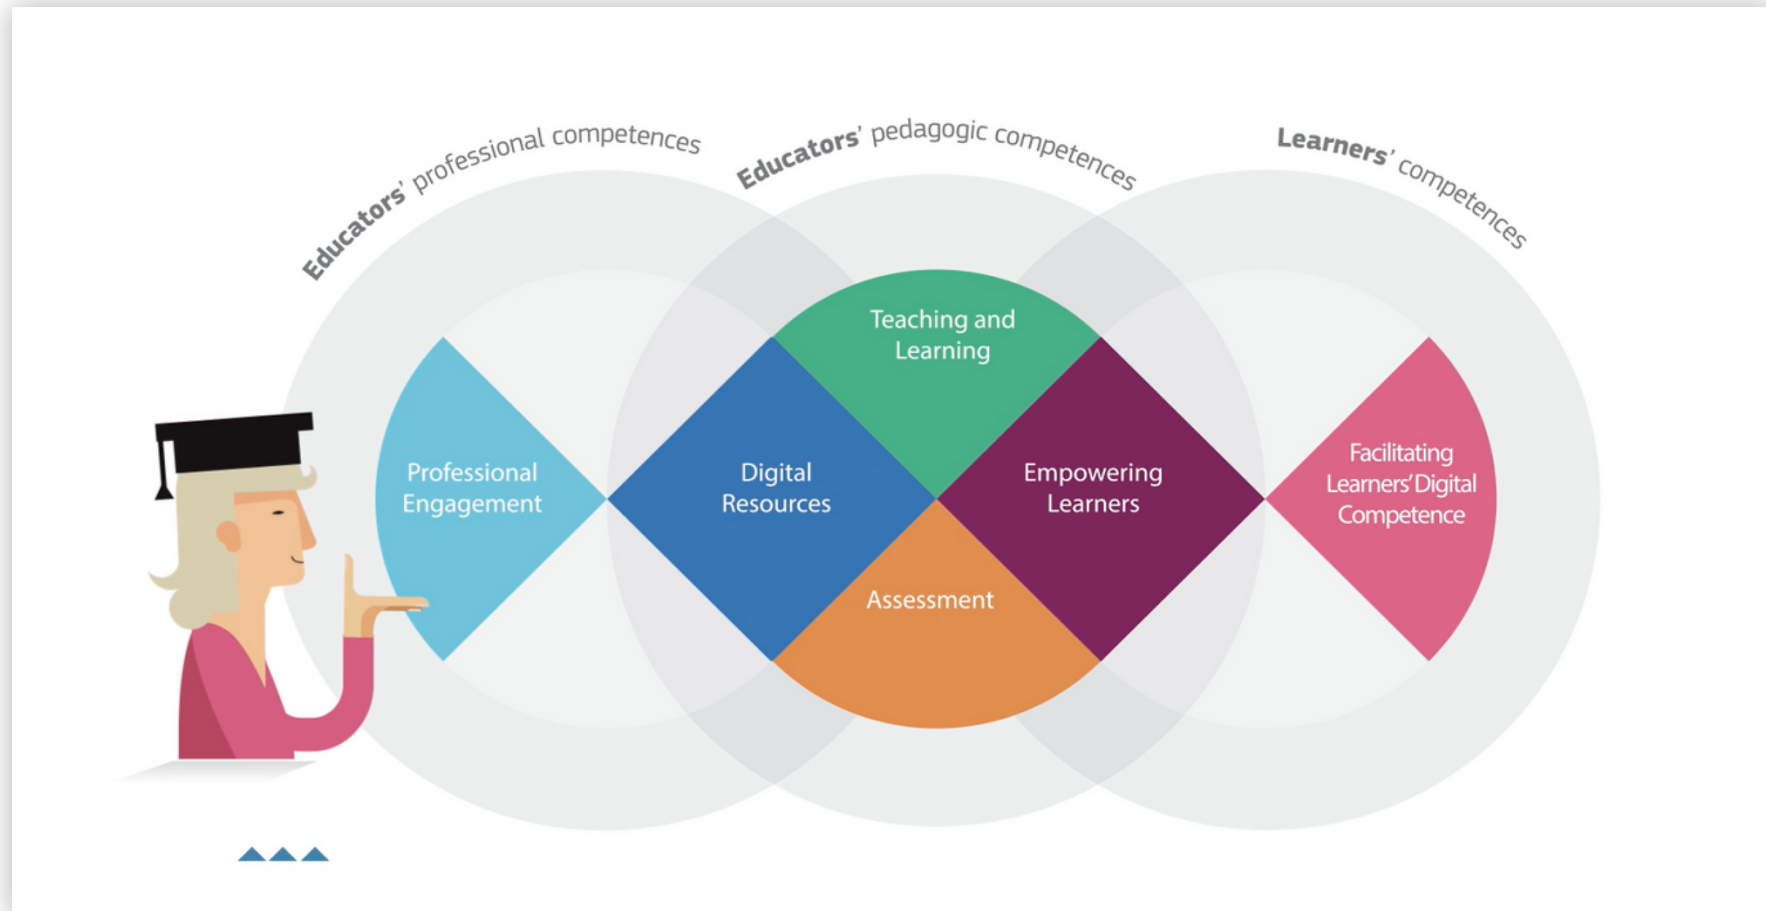 Educators' professional competences
Educators' pedagogic competences
Learners' competences
Professional
Engagement
Digital
Resources
Teaching and
Learning
Assessment
Empowering
Learners
Facilitating
Learners' Digital
Competence